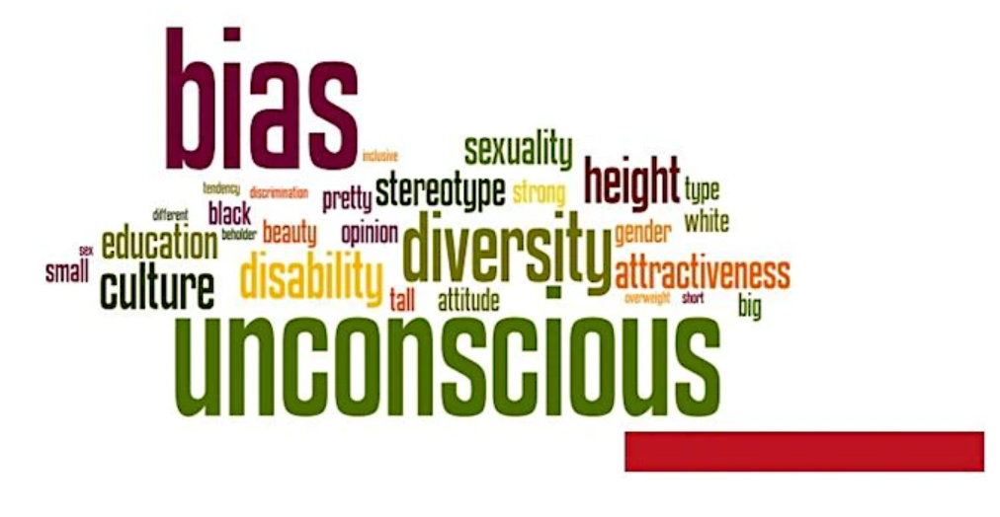 bias
inclusive
sexuality
tendency discrimination pretty stereotype strong height type
different black beholder beauty opinion diversity gender white
sex education
small culture disability tall attitude attractiveness
overweight short big
unconscious